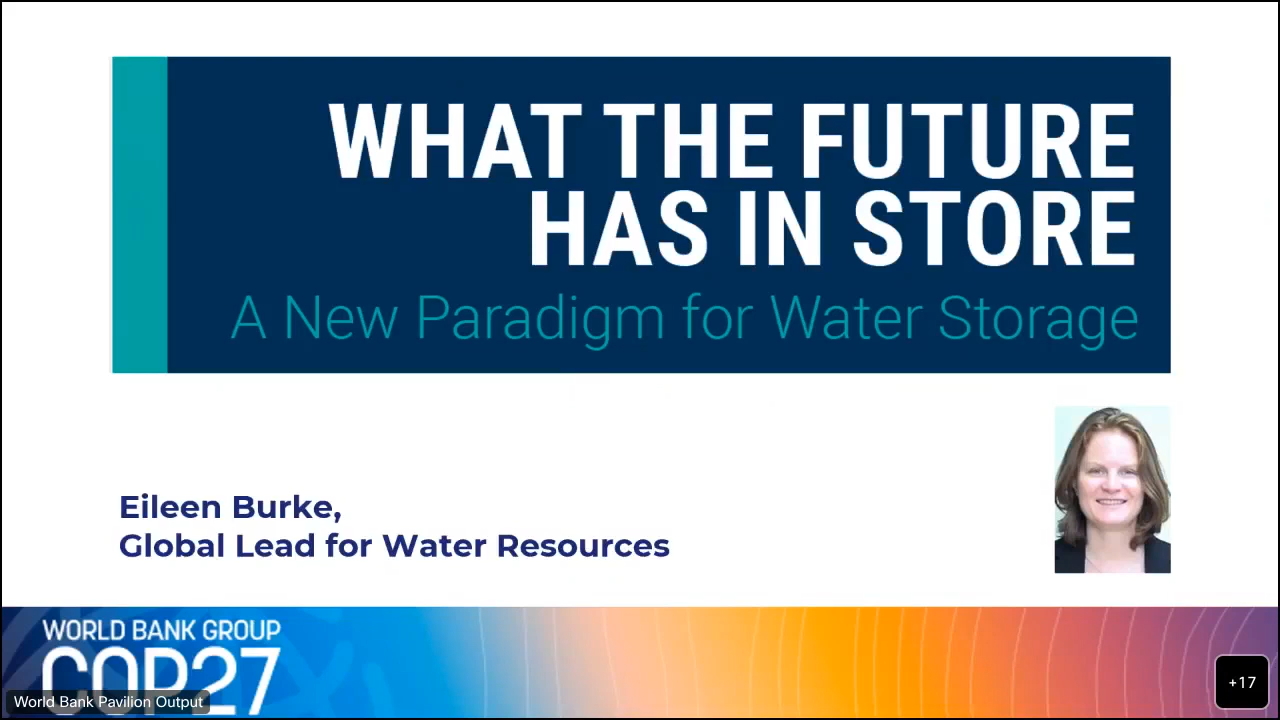 WHAT THE FUTURE
HAS IN STORE
A New Paradigm for Water Storage
Eileen Burke,
Global Lead for Water Resources
WORLD BANK GROUP
COP27
World Bank Pavilion Output
+17